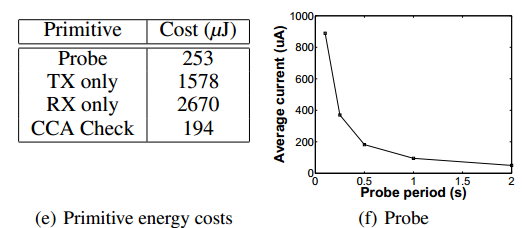 Primitive Cost (μJ)
Probe 253
TX only 1578
RX only 2670
CCA Check 194
(e) Primitive energy costs
Average current (uA)
1000
800
600
400
200
0
0 0.5 1 1.5 2
Probe period (s)
(f) Probe